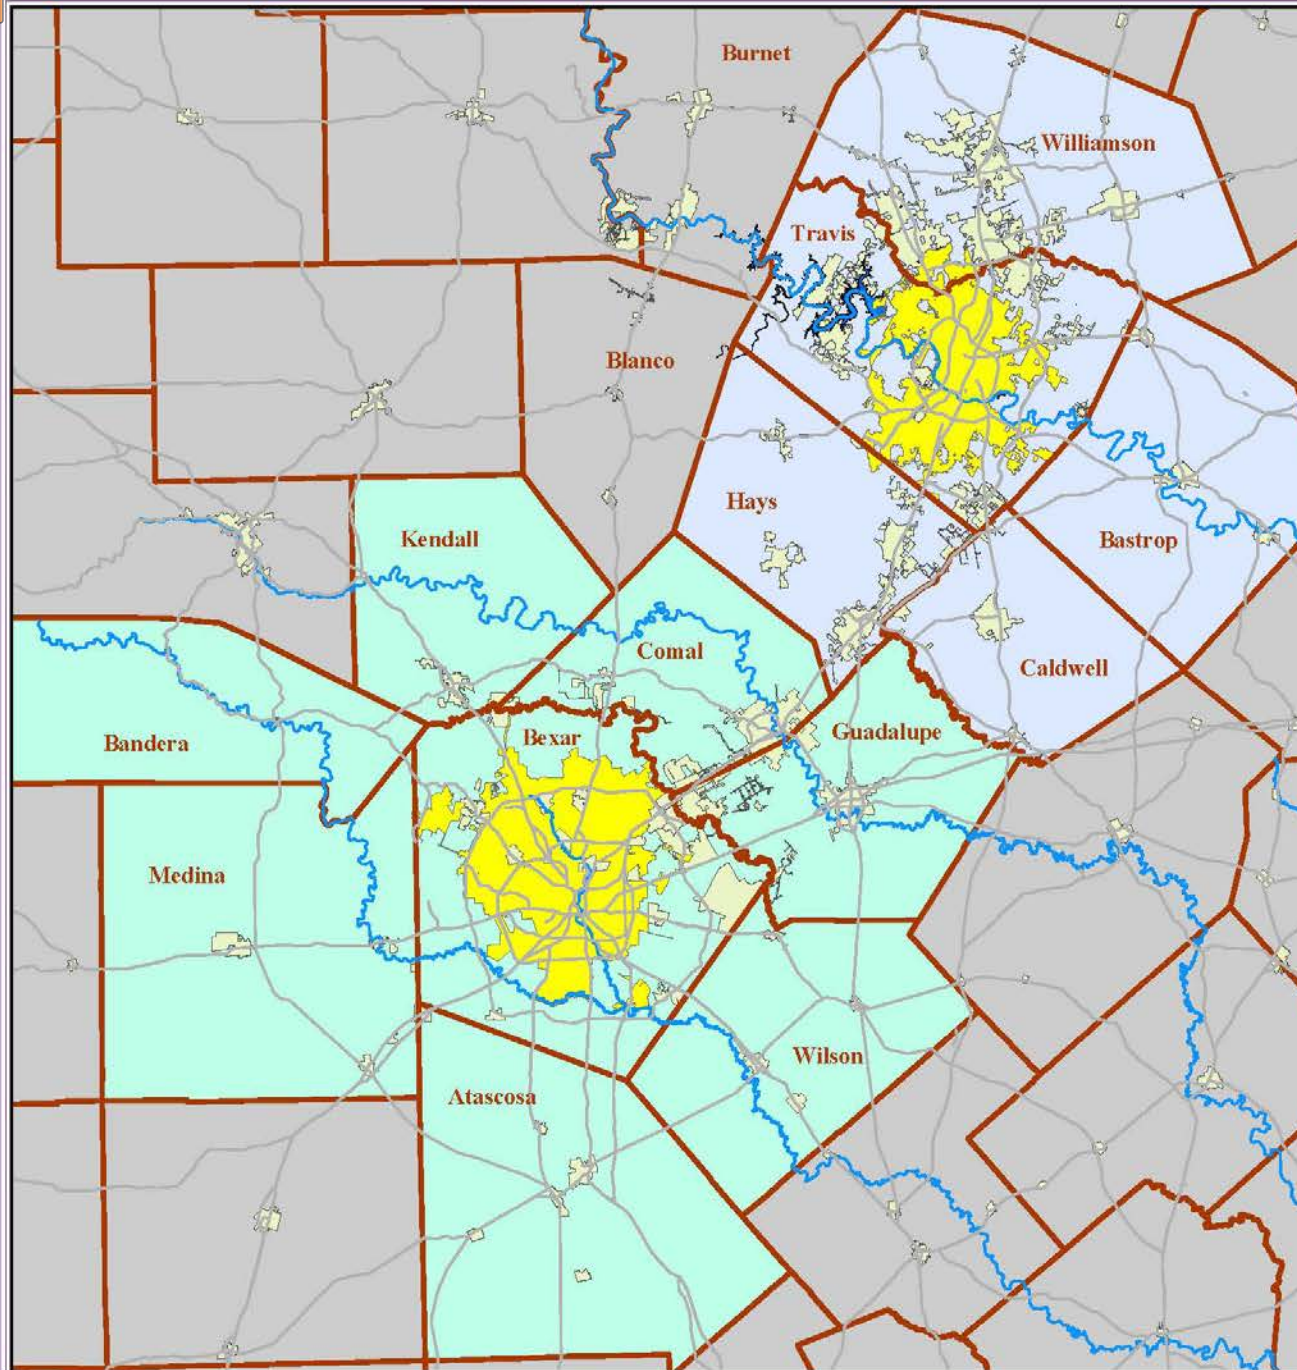 Burnet
Williamson
Travis
Blanco
Hays
Kendall
Bastrop
Comal
Caldwell
Guadalupe
Bandera
Bexar
Medina
Wilson
Atascosa